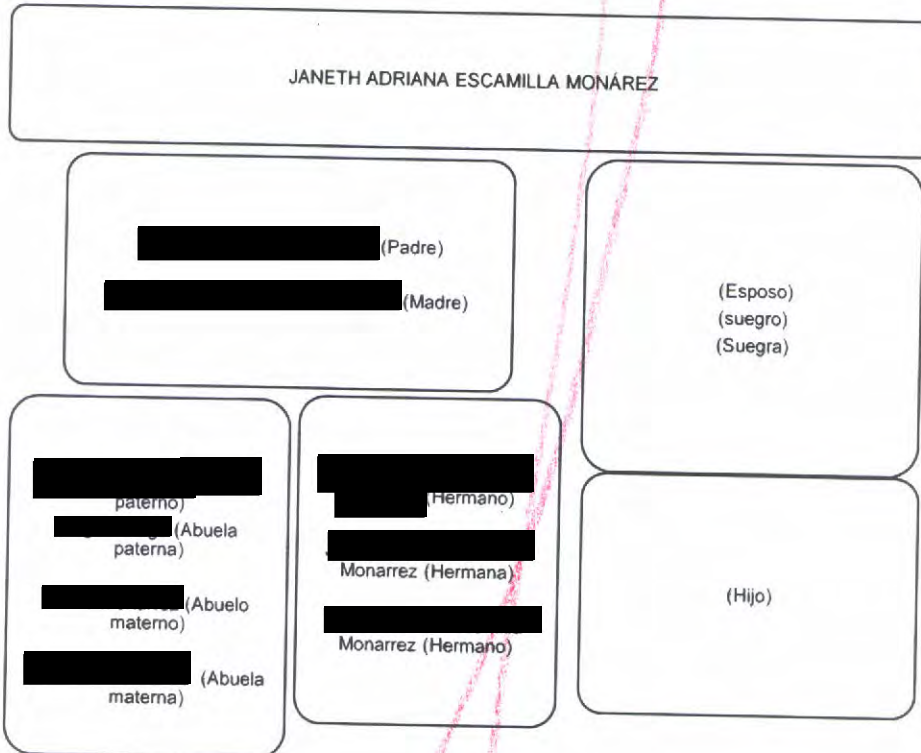 JANETH ADRIANA ESCAMILLA MONÁREZ
(Padre)
(Madre)
(Esposo)
(suegro)
(Suegra)
paterno)
(Abuela
paterna)
(Abuelo
materno)
(Abuela
materna)
(Hermano)
Monarrez (Hermana)
Monarrez (Hermano)
(Hijo)